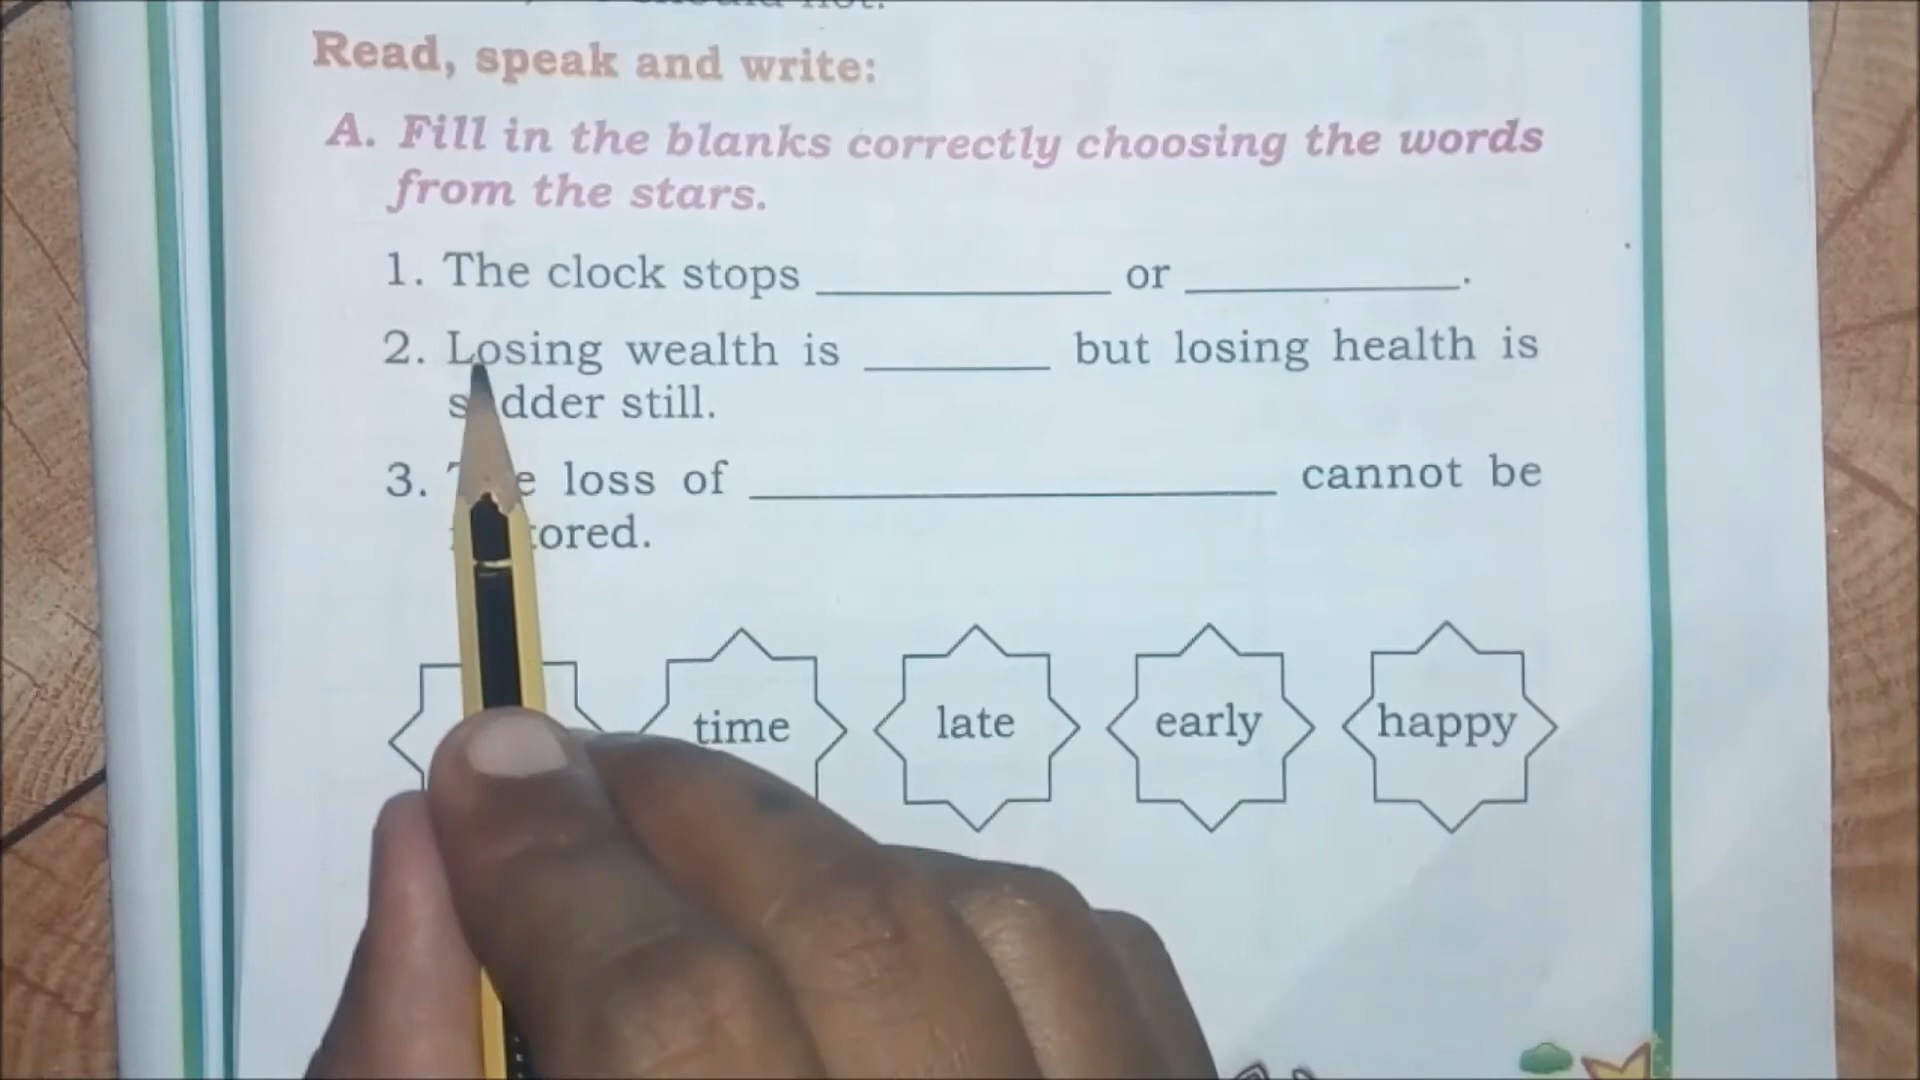 Read, speak and write:
A. Fill in the blanks correctly choosing the words
from the stars.
1. The clock stops ____________ or ____________.
2. Losing wealth is ________ but losing health is
sadder still.
3. The loss of ______________________ cannot be
time late early happy